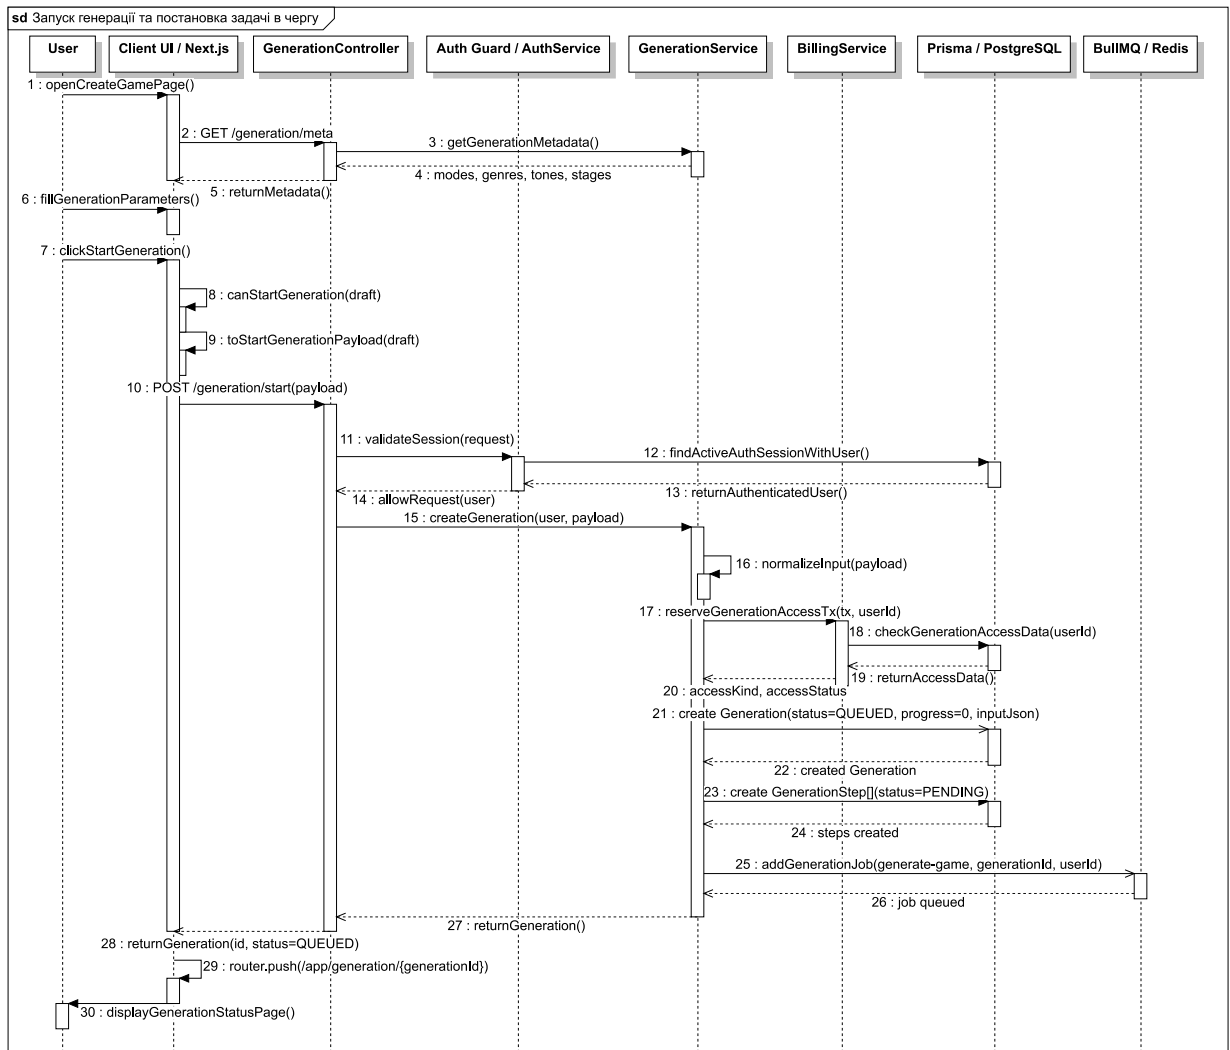 sd Запуск генерації та постановка задачі в чергу
User
Client UI / Next.js
GenerationController
Auth Guard / AuthService
GenerationService
BillingService
Prisma / PostgreSQL
BullMQ / Redis
1 : openCreateGamePage()
2 : GET /generation/meta
3 : getGenerationMetadata()
4 : modes, genres, tones, stages
5 : returnMetadata()
6 : fillGenerationParameters()
7 : clickStartGeneration()
8 : canStartGeneration(draft)
9 : toStartGenerationPayload(draft)
10 : POST /generation/start(payload)
11 : validateSession(request)
12 : findActiveAuthSessionWithUser()
13 : returnAuthenticatedUser()
14 : allowRequest(user)
15 : createGeneration(user, payload)
16 : normalizeInput(payload)
17 : reserveGenerationAccessTx(tx, userId)
18 : checkGenerationAccessData(userId)
19 : returnAccessData()
20 : accessKind, accessStatus
21 : create Generation(status=QUEUED, progress=0, inputJson)
22 : created Generation
23 : create GenerationStep[](status=PENDING)
24 : steps created
25 : addGenerationJob(generate-game, generationId, userId)
26 : job queued
27 : returnGeneration()
28 : returnGeneration(id, status=QUEUED)
29 : router.push(/app/generation/{generationId})
30 : displayGenerationStatusPage()